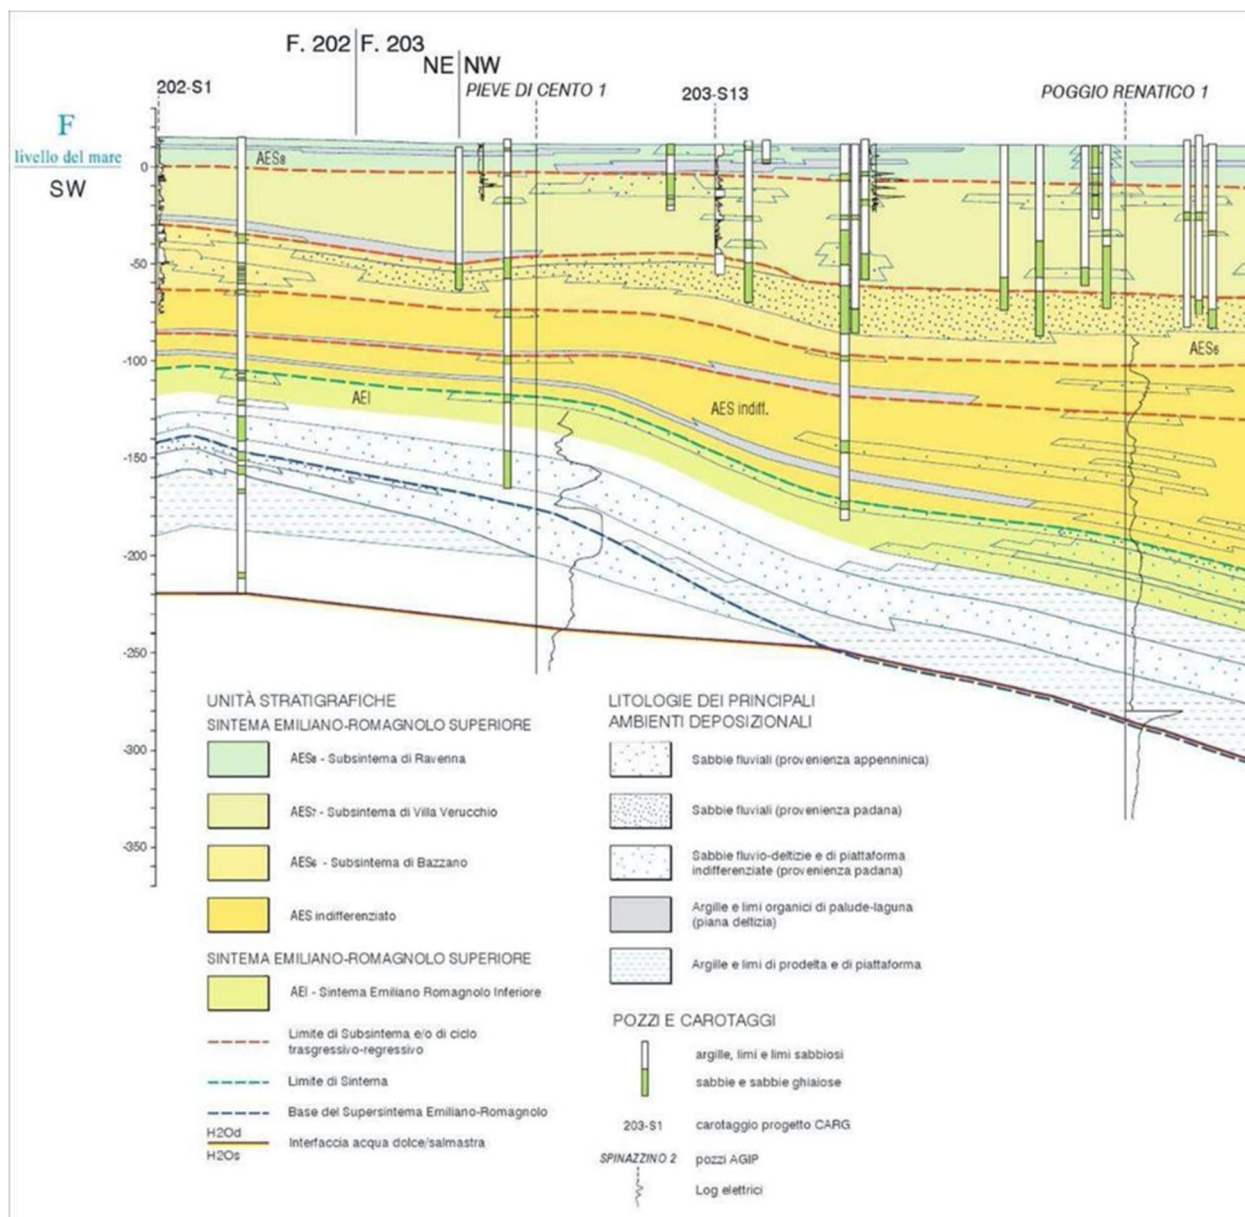 F. 202 F. 203
NE NW
202-S1
PIEVE DI CENTO 1
203-S13
POGGIO RENATICO 1
F
livello del mare
SW
0
-50
-100
-150
-200
-250
-300
-350
AES8
AES6
AEI
AES indiff.
UNITÀ STRATIGRAFICHE
SINTEMA EMILIANO-ROMAGNOLO SUPERIORE
AES8 - Subsintema di Ravenna
AES7 - Subsintema di Villa Verucchio
AES6 - Subsintema di Bazzano
AES indifferenziato
SINTEMA EMILIANO-ROMAGNOLO SUPERIORE
AEI - Sintema Emiliano Romagnolo Inferiore
Limite di Subsintema e/o di ciclo
trasgressivo-regressivo
Limite di Sintema
Base del Supersintema Emiliano-Romagnolo
H2Od
Interfaccia acqua dolce/salmastra
H2Os
LITOLOGIE DEI PRINCIPALI
AMBIENTI DEPOSIZIONALI
Sabbie fluviali (provenienza appenninica)
Sabbie fluviali (provenienza padana)
Sabbie fluvio-deltizie e di piattaforma
indifferenziate (provenienza padana)
Argille e limi organici di palude-laguna
(piana deltizia)
Argille e limi di prodelta e di piattaforma
POZZI E CAROTAGGI
argille, limi e limi sabbiosi
sabbie e sabbie ghiaiose
203-S1 carotaggio progetto CARG
SPINAZZINO 2 pozzi AGIP
Log elettrici